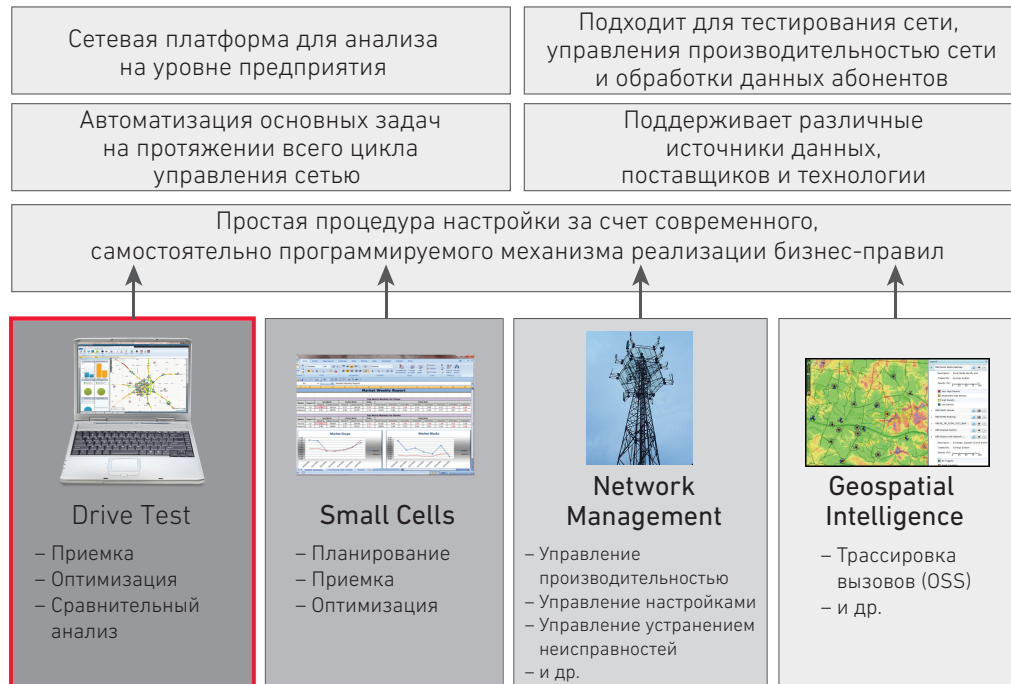 Сетевая платформа для анализа
на уровне предприятия
Подходит для тестирования сети,
управления производительностью сети
и обработки данных абонентов
Автоматизация основных задач
на протяжении всего цикла
управления сетью
Поддерживает различные
источники данных,
поставщиков и технологии
Простая процедура настройки за счет современного,
самостоятельно программируемого механизма реализации бизнес-правил
Drive Test
– Приемка
– Оптимизация
– Сравнительный
анализ
Market Weekly Report
Small Cells
– Планирование
– Приемка
– Оптимизация
Network
Management
– Управление
производительностью
– Управление настройками
– Управление устранением
неисправностей
– и др.
Geospatial
Intelligence
– Трассировка
вызовов (OSS)
– и др.